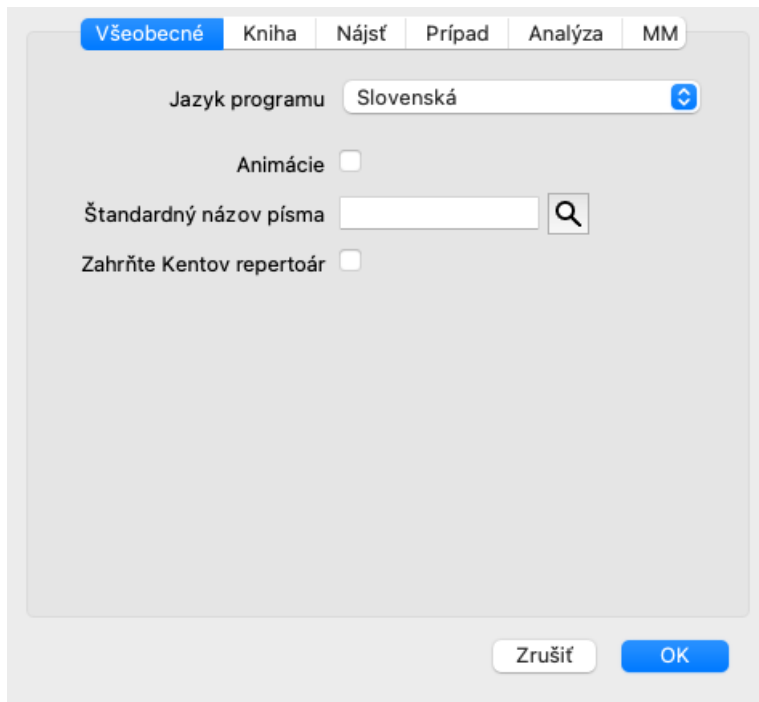 Všeobecné Kniha Nájsť Prípad Analýza MM
Jazyk programu Slovenská
Animácie
Štandardný názov písma
Zahrňte Kentov repertoár
Zrušiť OK